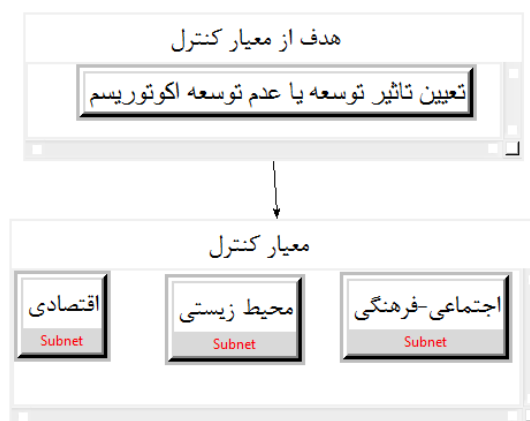 هدف از معیار کنترل
تعیین تاثیر توسعه یا عدم توسعه اکوتوریسم
معیار کنترل
اجتماعی-فرهنگی
محیط زیستی
اقتصادی
Subnet
Subnet
Subnet